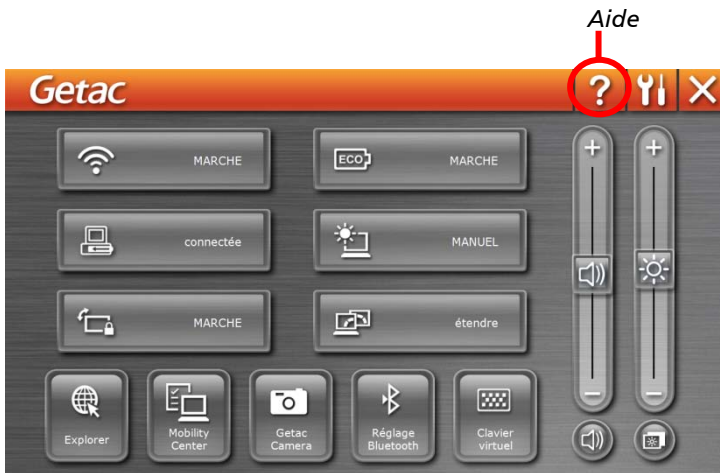 Aide
Getac
?
MARCHE
ECO
MARCHE
connectée
MANUEL
MARCHE
étendre
+
+
−
−
Explorer
Mobility
Center
Getac
Camera
Réglage
Bluetooth
Clavier
virtuel